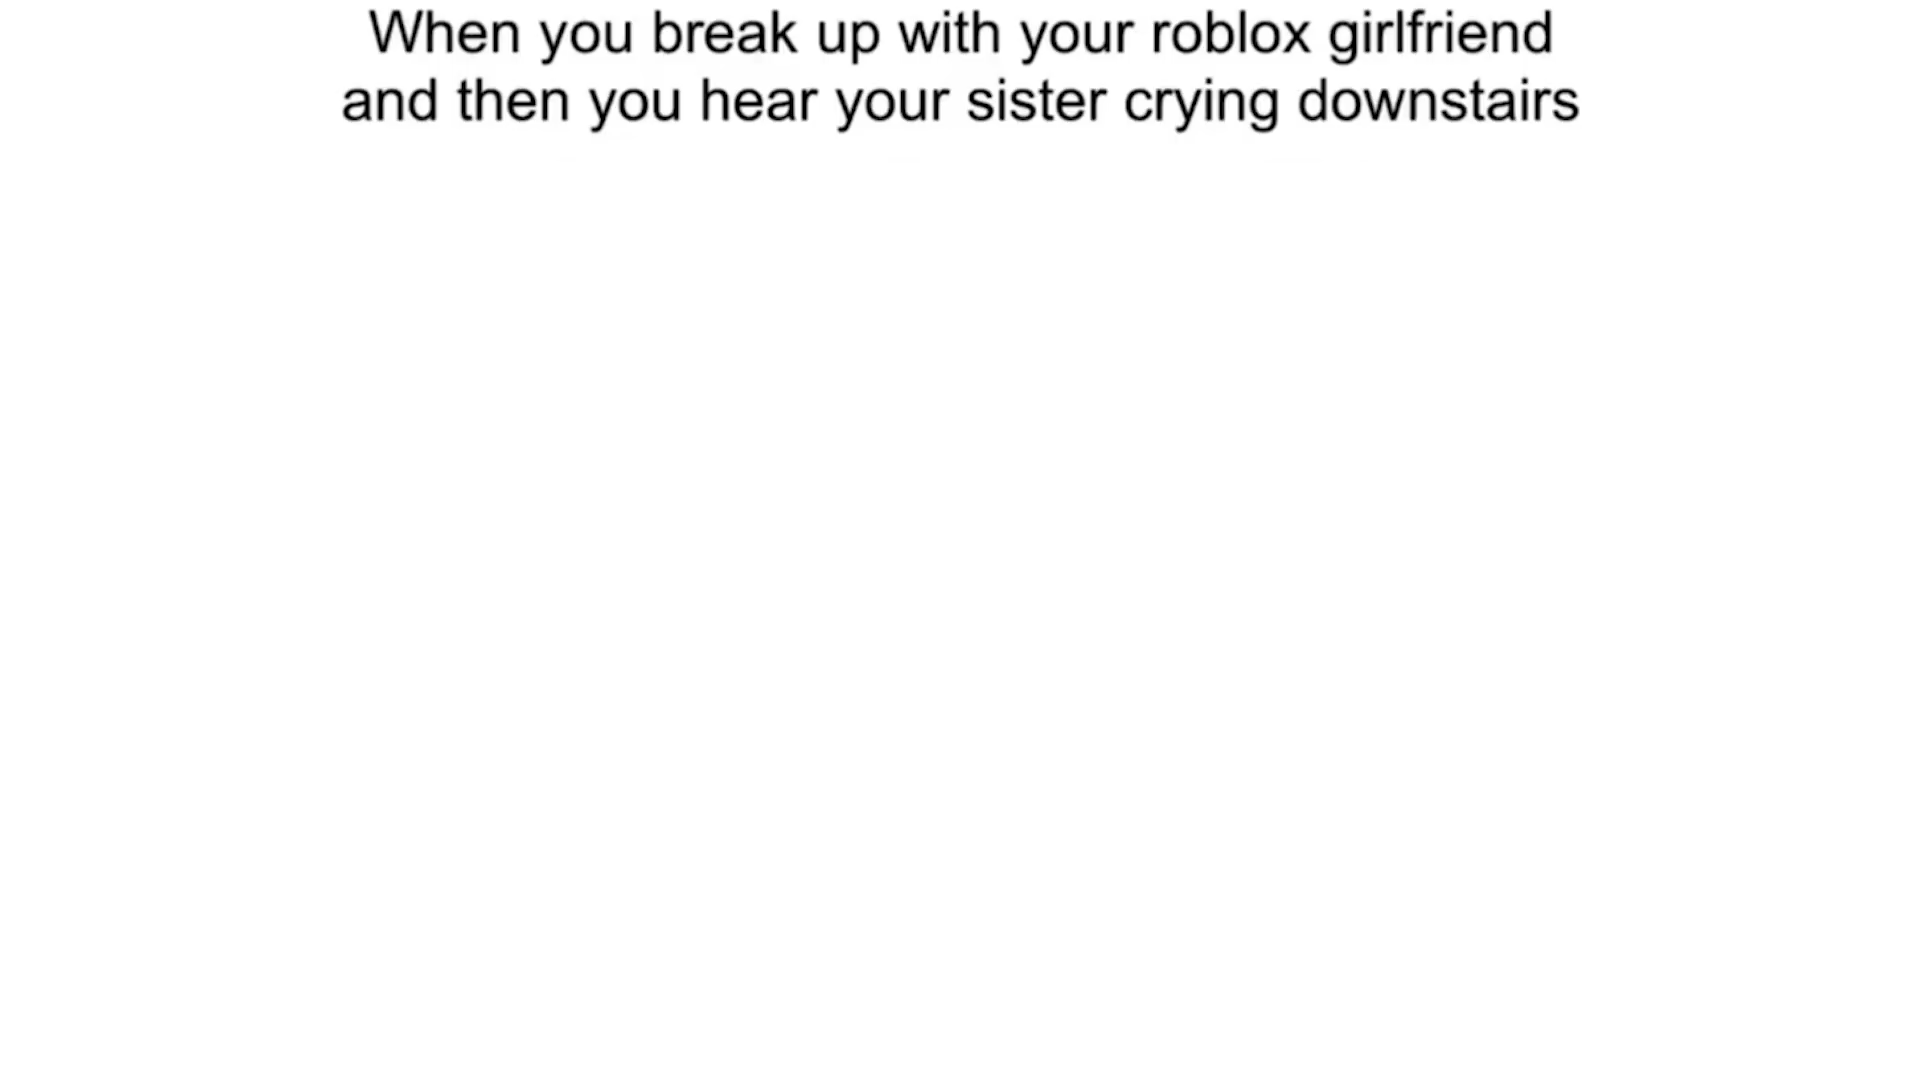 When you break up with your roblox girlfriend
and then you hear your sister crying downstairs